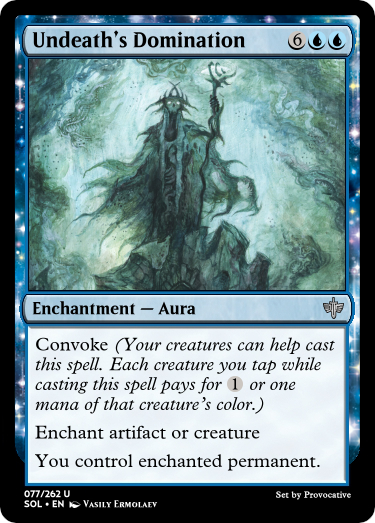 Undeath's Domination 6
Enchantment — Aura
Convoke (Your creatures can help cast
this spell. Each creature you tap while
casting this spell pays for 1 or one
mana of that creature's color.)
Enchant artifact or creature
You control enchanted permanent.
077/262 U
SOL • EN Vasily Ermolaev
Set by Provocative